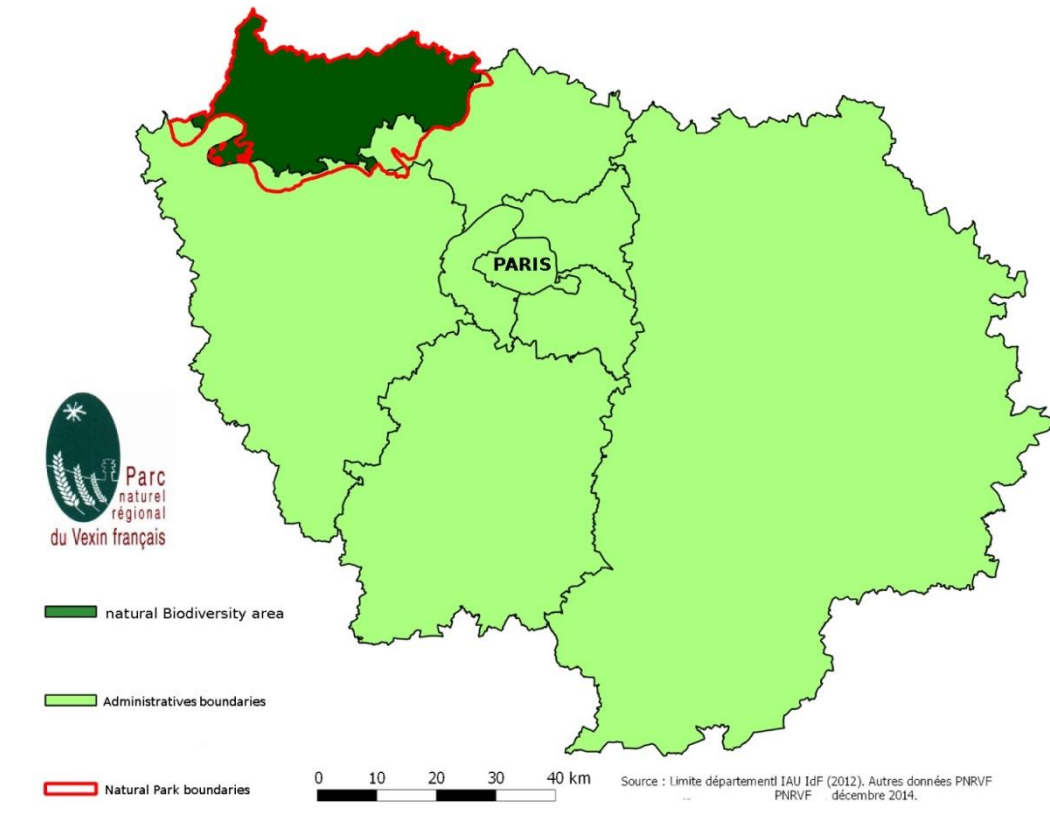 PARIS
Parc
naturel
régional
du Vexin français
natural Biodiversity area
Administratives boundaries
Natural Park boundaries
0 10 20 30 40 km
Source : Limite départementl IAU IdF (2012). Autres données PNRVF
PNRVF décembre 2014.